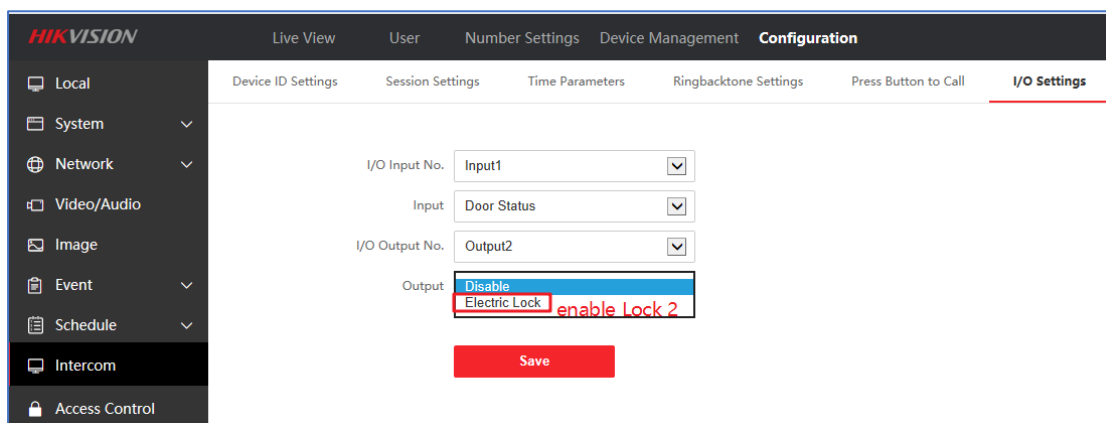 HIKVISION Live View User Number Settings Device Management Configuration
Local
System
Network
Video/Audio
Image
Event
Schedule
Intercom
Access Control
Device ID Settings Session Settings Time Parameters Ringbacktone Settings Press Button to Call I/O Settings
I/O Input No. Input1
Input Door Status
I/O Output No. Output2
Output Disable
Electric Lock enable Lock 2
Save